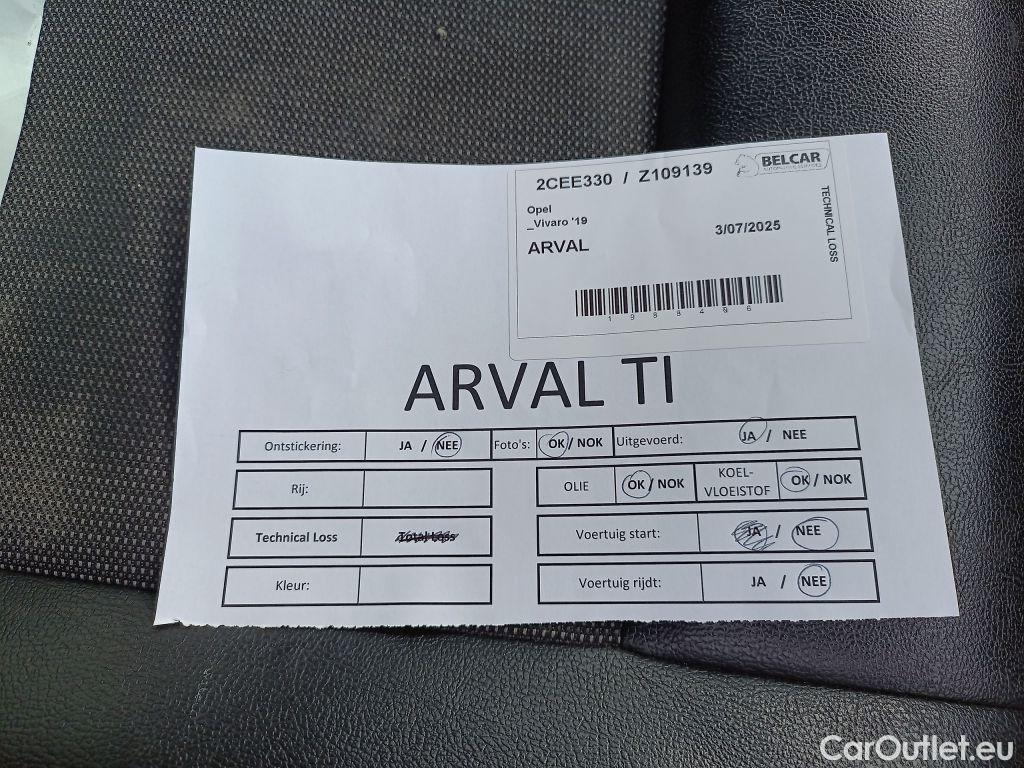 2CEE330 / Z109139
BELCAR
Opel
_Vivaro '19
ARVAL
3/07/2025
TECHNICAL LOSS
1988406
ARVAL TI
Ontstickering: JA / NEE Foto's: OK / NOK Uitgevoerd: JA / NEE
Rij: OLIE OK / NOK KOEL-VLOEISTOF OK / NOK
Technical Loss Total Loss Voertuig start: JA / NEE
Kleur: Voertuig rijdt: JA / NEE
CarOutlet.eu